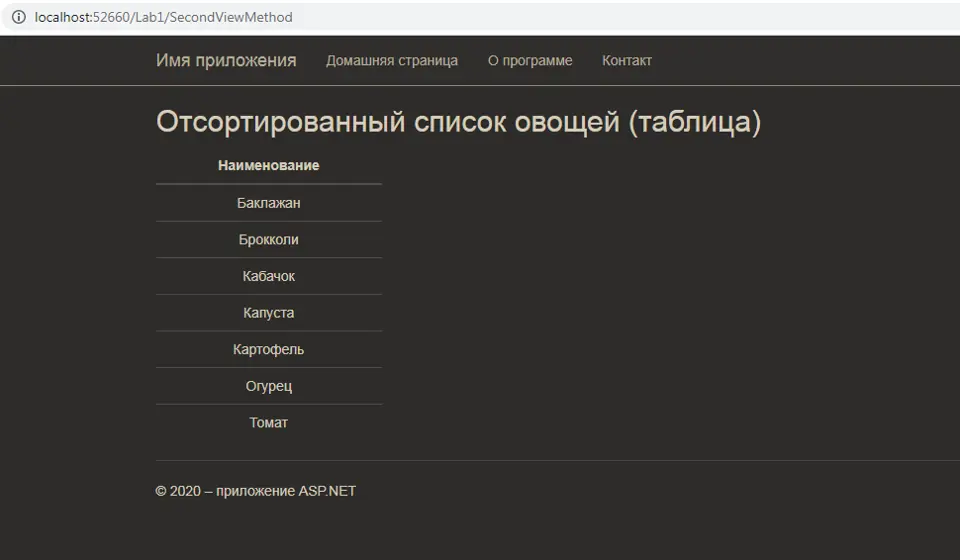 localhost:52660/Lab1/SecondViewMethod
Имя приложения Домашняя страница О программе Контакт
Отсортированный список овощей (таблица)
Наименование
Баклажан
Брокколи
Кабачок
Капуста
Картофель
Огурец
Томат
© 2020 – приложение ASP.NET